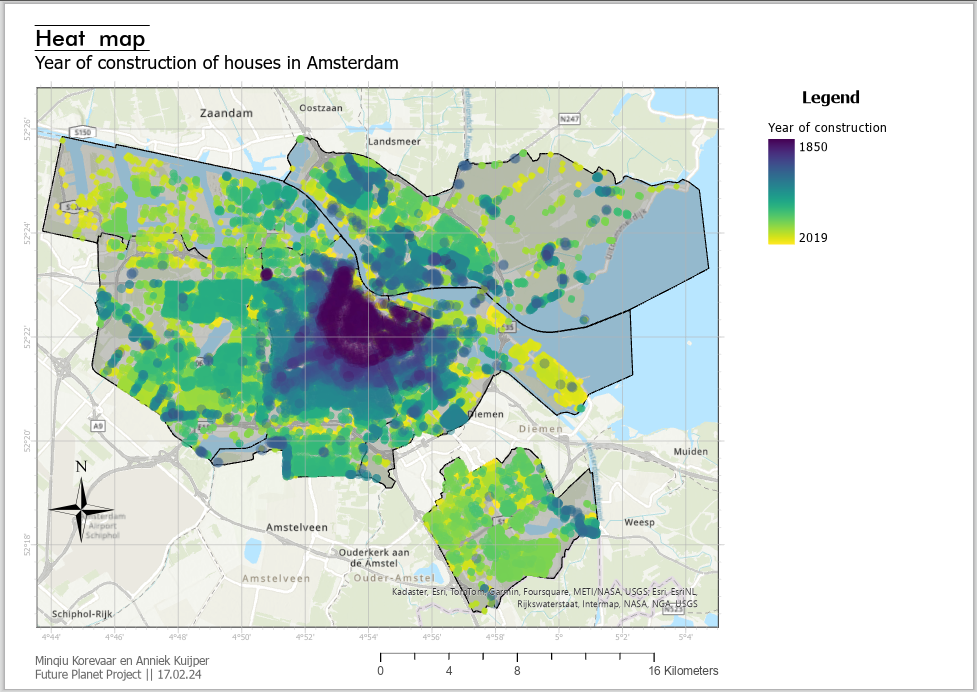 Heat map
Year of construction of houses in Amsterdam
Legend
Year of construction
1850
2019
Zaandam
Oostzaan
N247
S150
Landsmeer
52°26'
52°24'
52°22'
52°20'
52°18'
A9
Diemen
Diemen
Muiden
Weesp
N
Amsterdam
Airport
Schiphol
Amstelveen
Ouderkerk aan
de Amstel
Amstelveen
Ouder-Amstel
Schiphol-Rijk
Kadaster, Esri, TomTom, Garmin, Foursquare, METI/NASA, USGS; Esri, EsriNL,
Rijkswaterstaat, Intermap, NASA, NGA, USGS
4°44'
4°46'
4°48'
4°50'
4°52'
4°54'
4°56'
4°58'
5°
5°2'
5°4'
Minqiu Korevaar en Anniek Kuijper
Future Planet Project || 17.02.24
0 4 8 16 Kilometers